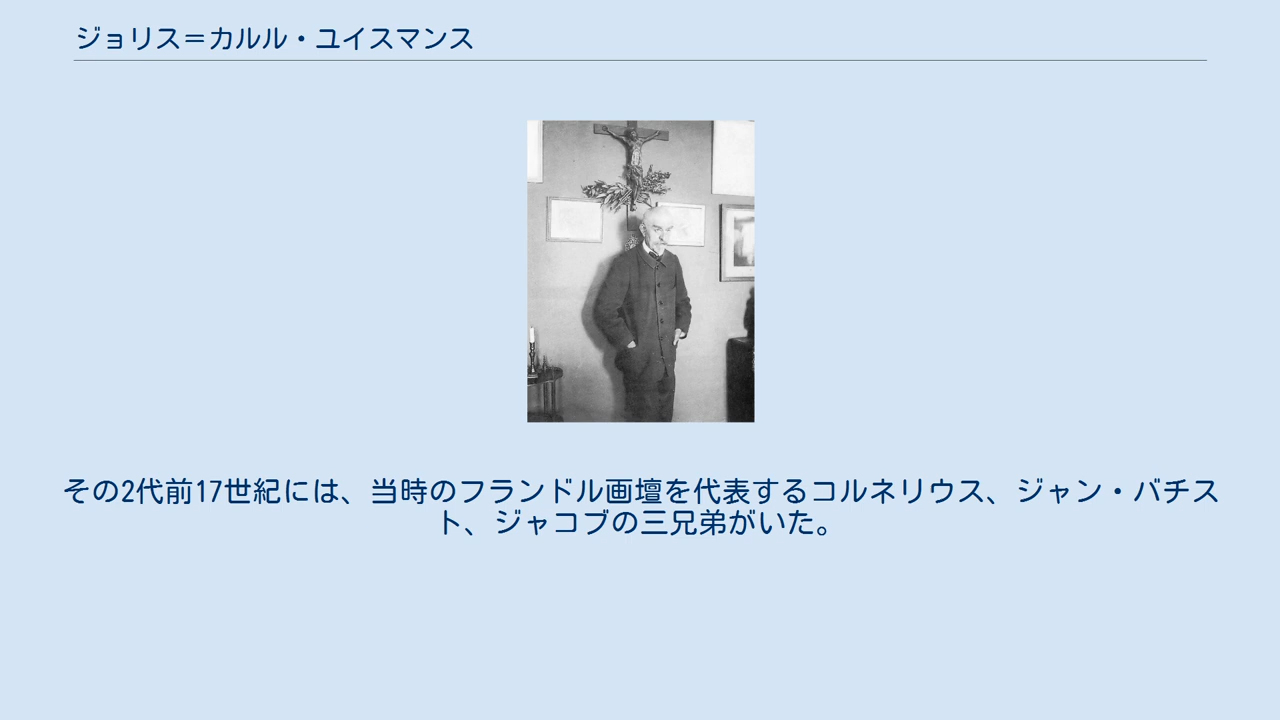 ジョリス＝カルル・ユイスマンス
その2代前17世紀には、当時のフランドル画壇を代表するコルネリウス、ジャン・バチス
ト、ジャコブの三兄弟がいた。